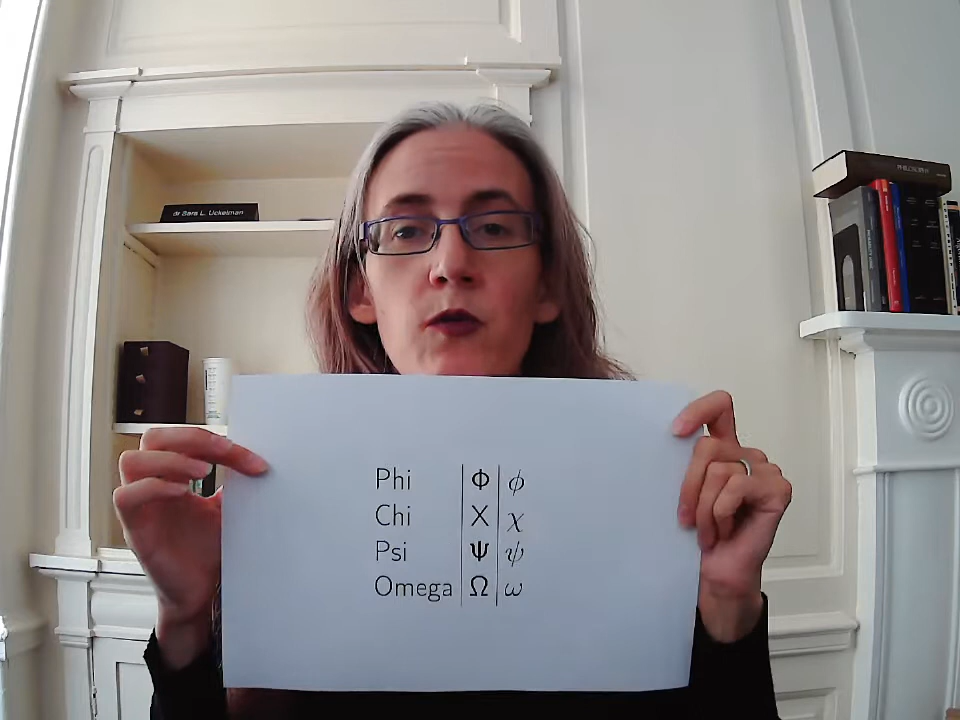 dr Sara L. Uckelman
Phi Φ ϕ
Chi X χ
Psi Ψ ψ
Omega Ω ω